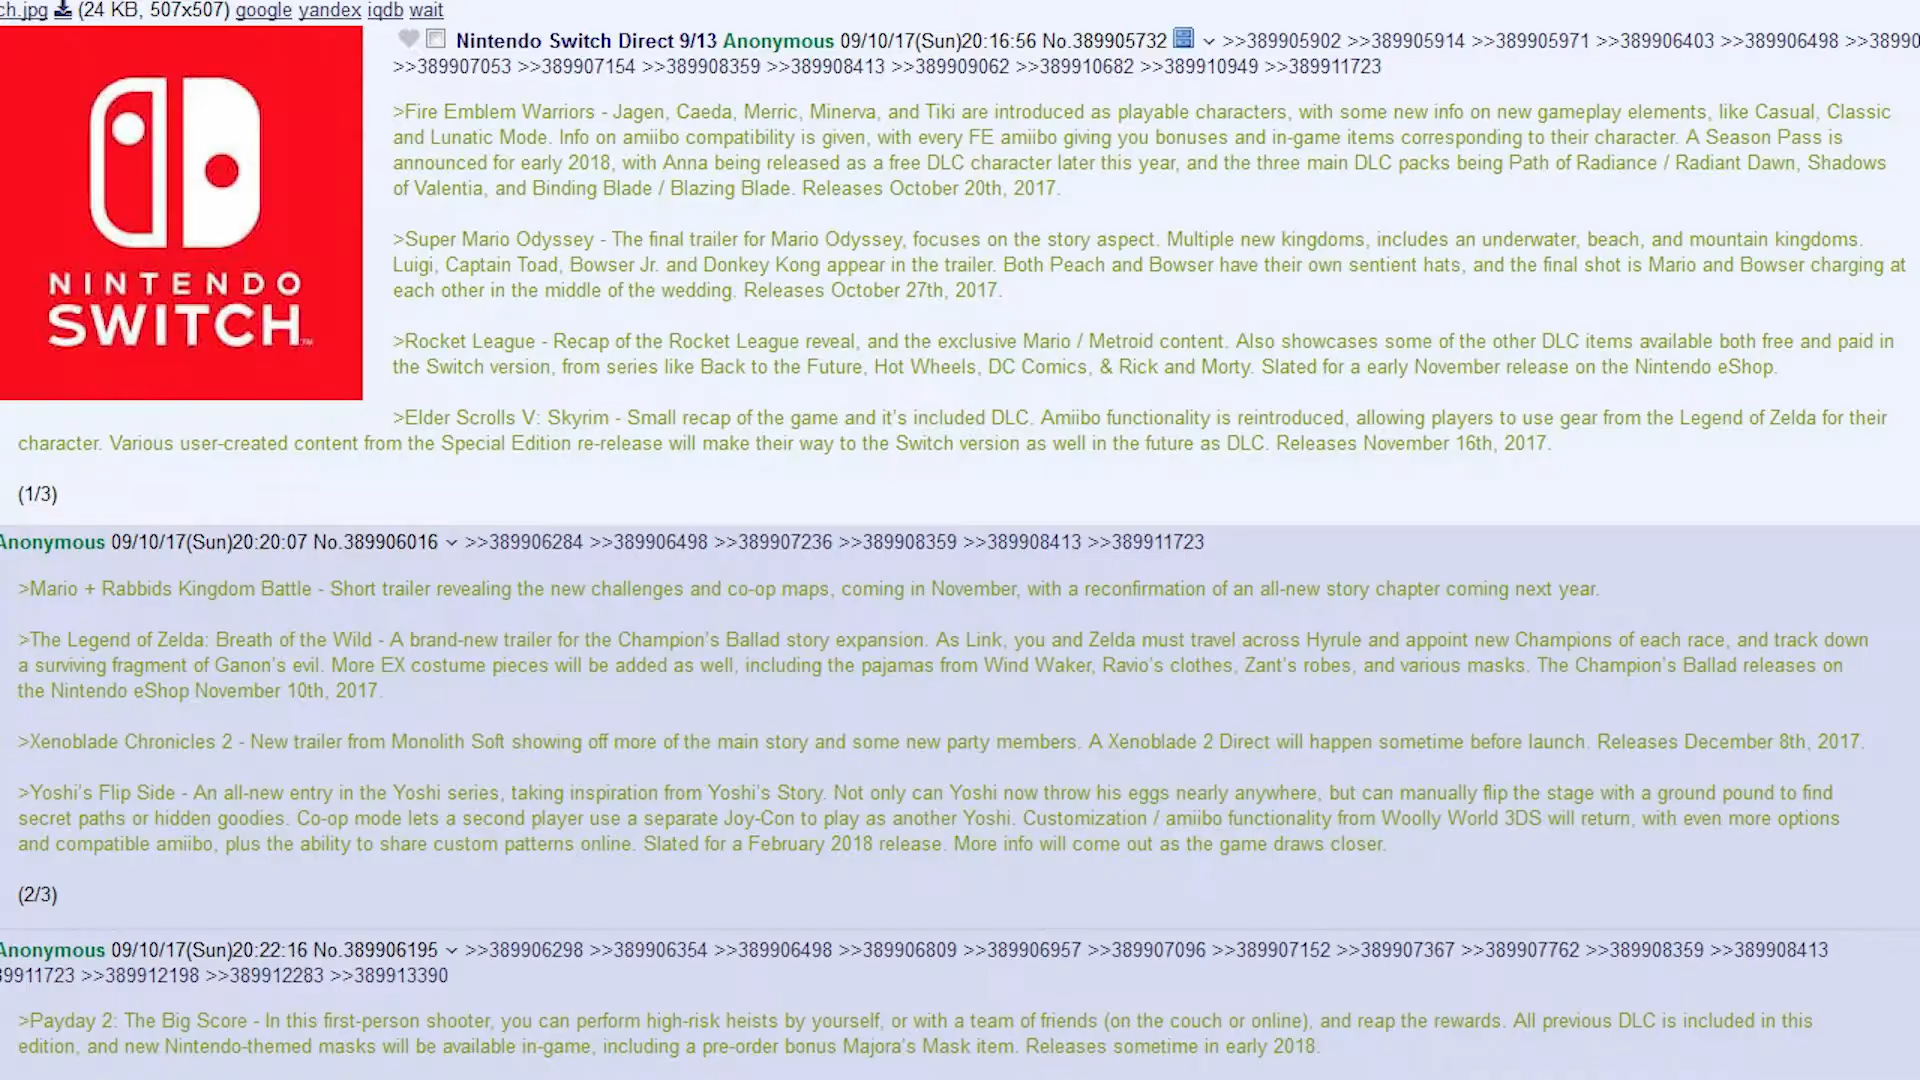 ch.jpg (24 KB, 507x507) google yandex iqdb wait
NINTENDO
SWITCH™
Nintendo Switch Direct 9/13 Anonymous 09/10/17(Sun)20:16:56 No.389905732 >>389905902 >>389905914 >>389905971 >>389906403 >>389906498 >>38990
>>389907053 >>389907154 >>389908359 >>389908413 >>389909062 >>389910682 >>389910949 >>389911723
>Fire Emblem Warriors - Jagen, Caeda, Merric, Minerva, and Tiki are introduced as playable characters, with some new info on new gameplay elements, like Casual, Classic
and Lunatic Mode. Info on amiibo compatibility is given, with every FE amiibo giving you bonuses and in-game items corresponding to their character. A Season Pass is
announced for early 2018, with Anna being released as a free DLC character later this year, and the three main DLC packs being Path of Radiance / Radiant Dawn, Shadows
of Valentia, and Binding Blade / Blazing Blade. Releases October 20th, 2017.
>Super Mario Odyssey - The final trailer for Mario Odyssey, focuses on the story aspect. Multiple new kingdoms, includes an underwater, beach, and mountain kingdoms.
Luigi, Captain Toad, Bowser Jr. and Donkey Kong appear in the trailer. Both Peach and Bowser have their own sentient hats, and the final shot is Mario and Bowser charging at
each other in the middle of the wedding. Releases October 27th, 2017.
>Rocket League - Recap of the Rocket League reveal, and the exclusive Mario / Metroid content. Also showcases some of the other DLC items available both free and paid in
the Switch version, from series like Back to the Future, Hot Wheels, DC Comics, & Rick and Morty. Slated for a early November release on the Nintendo eShop.
>Elder Scrolls V: Skyrim - Small recap of the game and it's included DLC. Amiibo functionality is reintroduced, allowing players to use gear from the Legend of Zelda for their
character. Various user-created content from the Special Edition re-release will make their way to the Switch version as well in the future as DLC. Releases November 16th, 2017.
(1/3)
Anonymous 09/10/17(Sun)20:20:07 No.389906016 >>389906284 >>389906498 >>389907236 >>389908359 >>389908413 >>389911723
>Mario + Rabbids Kingdom Battle - Short trailer revealing the new challenges and co-op maps, coming in November, with a reconfirmation of an all-new story chapter coming next year.
>The Legend of Zelda: Breath of the Wild - A brand-new trailer for the Champion's Ballad story expansion. As Link, you and Zelda must travel across Hyrule and appoint new Champions of each race, and track down
a surviving fragment of Ganon's evil. More EX costume pieces will be added as well, including the pajamas from Wind Waker, Ravio's clothes, Zant's robes, and various masks. The Champion's Ballad releases on
the Nintendo eShop November 10th, 2017.
>Xenoblade Chronicles 2 - New trailer from Monolith Soft showing off more of the main story and some new party members. A Xenoblade 2 Direct will happen sometime before launch. Releases December 8th, 2017.
>Yoshi's Flip Side - An all-new entry in the Yoshi series, taking inspiration from Yoshi's Story. Not only can Yoshi now throw his eggs nearly anywhere, but can manually flip the stage with a ground pound to find
secret paths or hidden goodies. Co-op mode lets a second player use a separate Joy-Con to play as another Yoshi. Customization / amiibo functionality from Woolly World 3DS will return, with even more options
and compatible amiibo, plus the ability to share custom patterns online. Slated for a February 2018 release. More info will come out as the game draws closer.
(2/3)
Anonymous 09/10/17(Sun)20:22:16 No.389906195 >>389906298 >>389906354 >>389906498 >>389906809 >>389906957 >>389907096 >>389907152 >>389907367 >>389907762 >>389908359 >>389908413
89911723 >>389912198 >>389912283 >>389913390
>Payday 2: The Big Score - In this first-person shooter, you can perform high-risk heists by yourself, or with a team of friends (on the couch or online), and reap the rewards. All previous DLC is included in this
edition, and new Nintendo-themed masks will be available in-game, including a pre-order bonus Majora's Mask item. Releases sometime in early 2018.